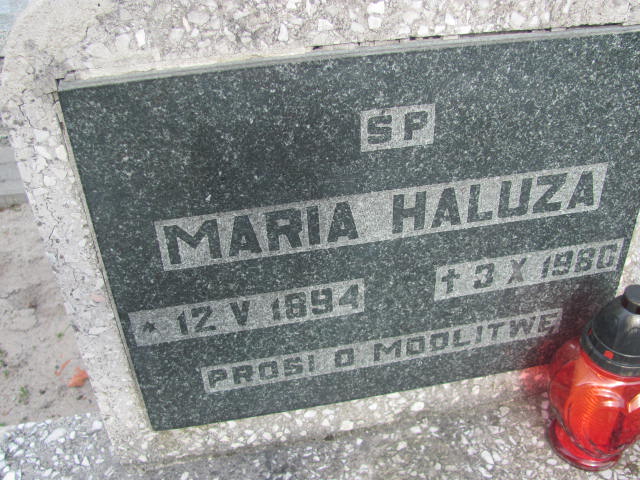 ŚP
MARIA HALUZA
* 12 V 1894 † 3 X 1980
PROSI O MODLITWĘ